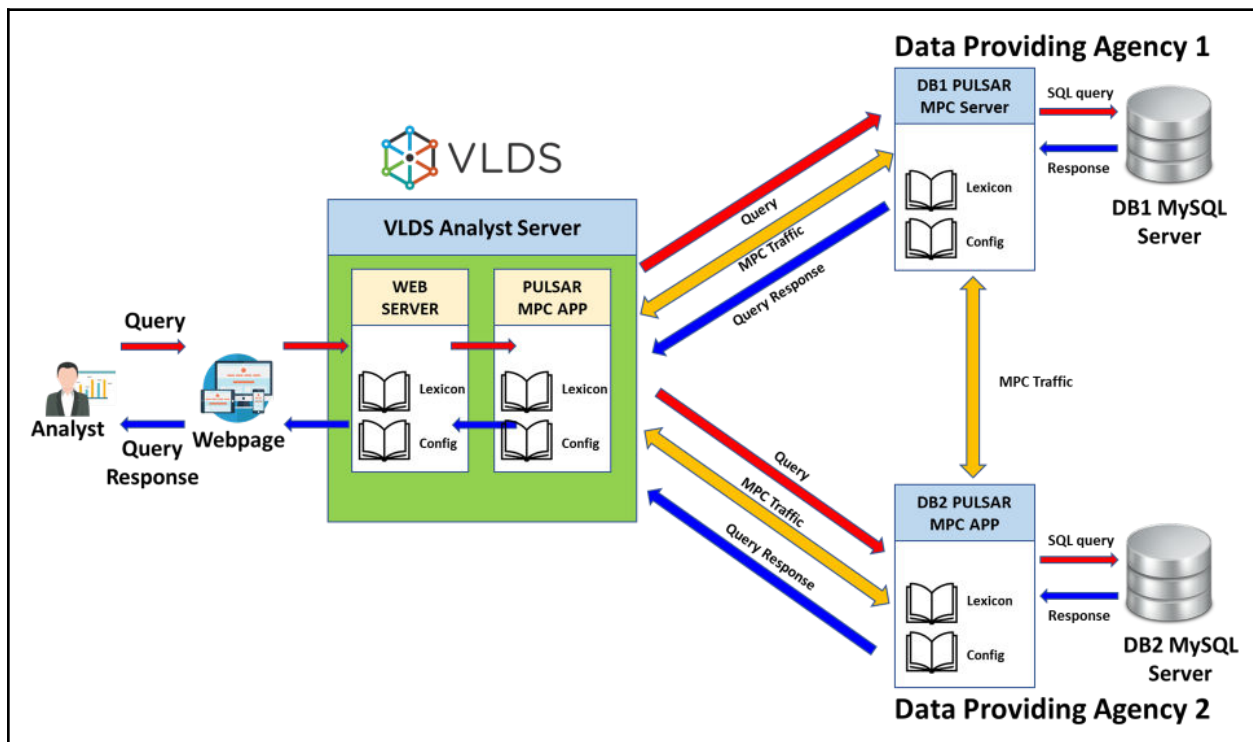 Data Providing Agency 1
DB1 PULSAR
MPC Server
SQL query
Response
Lexicon
Config
DB1 MySQL
Server
VLDS
VLDS Analyst Server
WEB
SERVER
PULSAR
MPC APP
Lexicon
Lexicon
Config
Config
Query
Analyst
Query
Response
Webpage
Query
MPC Traffic
Query Response
MPC Traffic
Query
MPC Traffic
Query Response
DB2 PULSAR
MPC APP
SQL query
Response
Lexicon
Config
DB2 MySQL
Server
Data Providing Agency 2